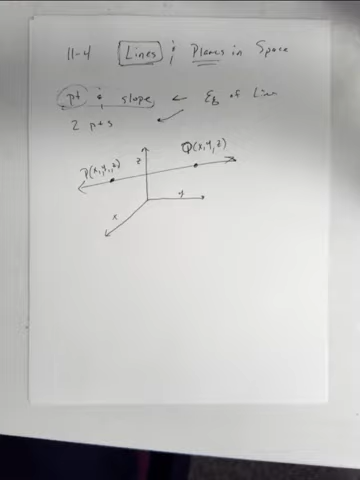 11-4 Lines & Planes in Space
pt & slope ← Eq of Line
2 pts
P(x,y,z) z Q(x,y,z)
y
x